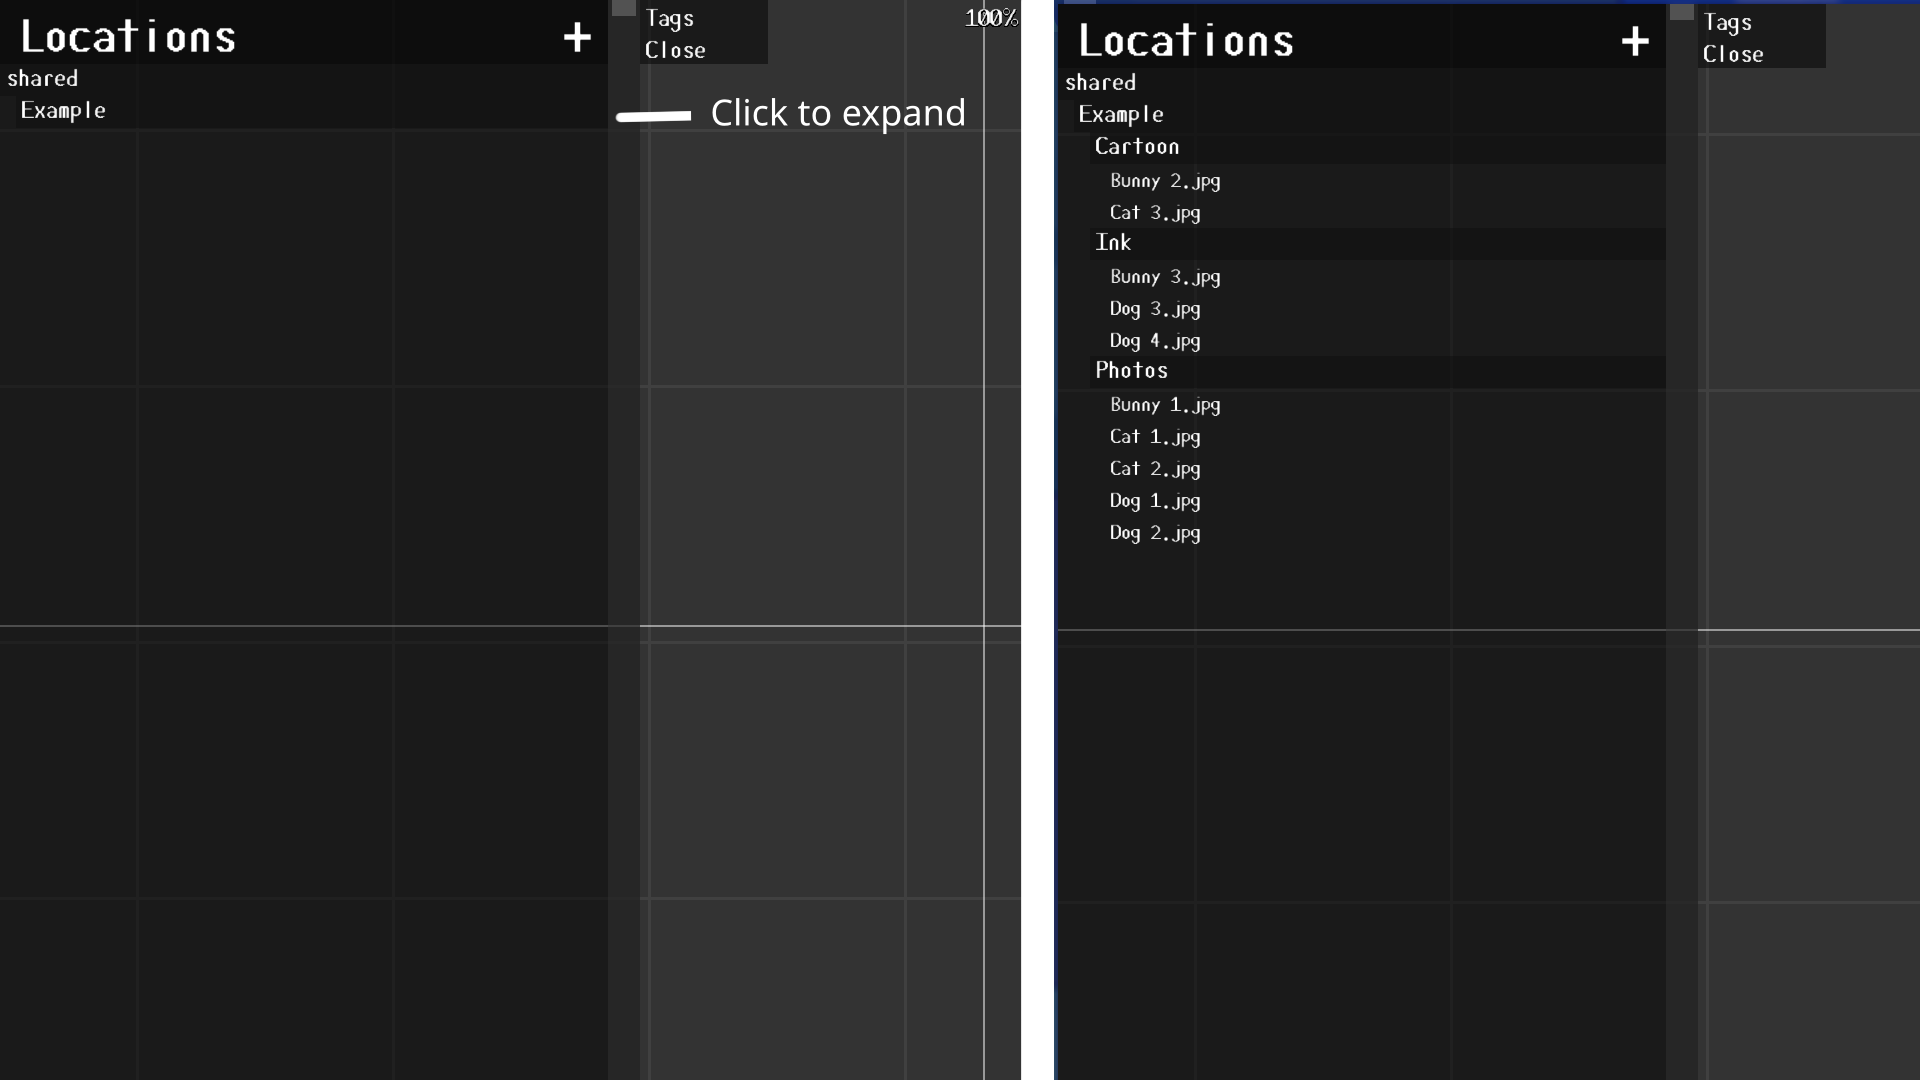 Locations +
shared
Example
Tags
Close
100%
Click to expand
Locations +
shared
Example
Cartoon
Bunny 2.jpg
Cat 3.jpg
Ink
Bunny 3.jpg
Dog 3.jpg
Dog 4.jpg
Photos
Bunny 1.jpg
Cat 1.jpg
Cat 2.jpg
Dog 1.jpg
Dog 2.jpg
Tags
Close